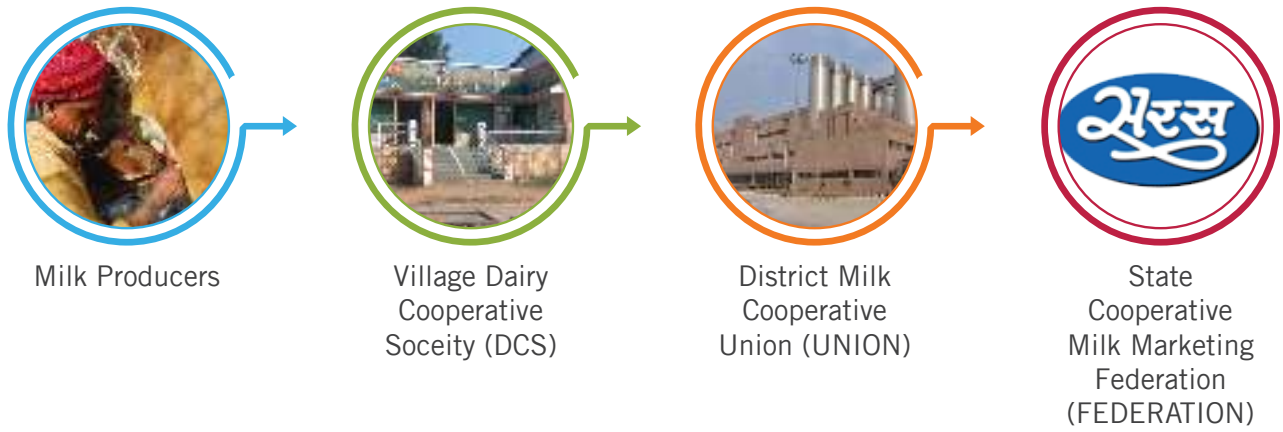 सरस
Milk Producers
Village Dairy
Cooperative
Soceity (DCS)
District Milk
Cooperative
Union (UNION)
State
Cooperative
Milk Marketing
Federation
(FEDERATION)